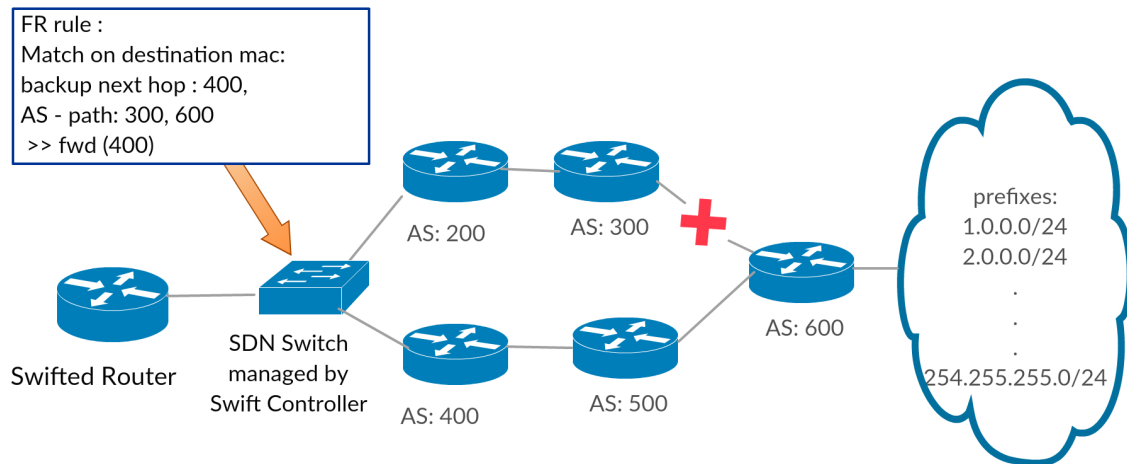 FR rule :
Match on destination mac:
backup next hop : 400,
AS - path: 300, 600
>> fwd (400)
AS: 200
AS: 300
prefixes:
1.0.0.0/24
2.0.0.0/24
.
.
.
254.255.255.0/24
AS: 600
Swifted Router
SDN Switch
managed by
Swift Controller
AS: 400
AS: 500